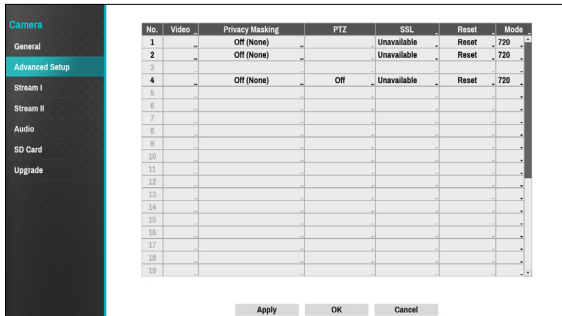 Camera
General
Advanced Setup
Stream I
Stream II
Audio
SD Card
Upgrade
No. Video Privacy Masking PTZ SSL Reset Mode
1 Off (None) Unavailable Reset 720
2 Off (None) Unavailable Reset 720
3
4 Off (None) Off Unavailable Reset 720
5
6
7
8
9
10
11
12
13
14
15
16
17
18
19
Apply OK Cancel